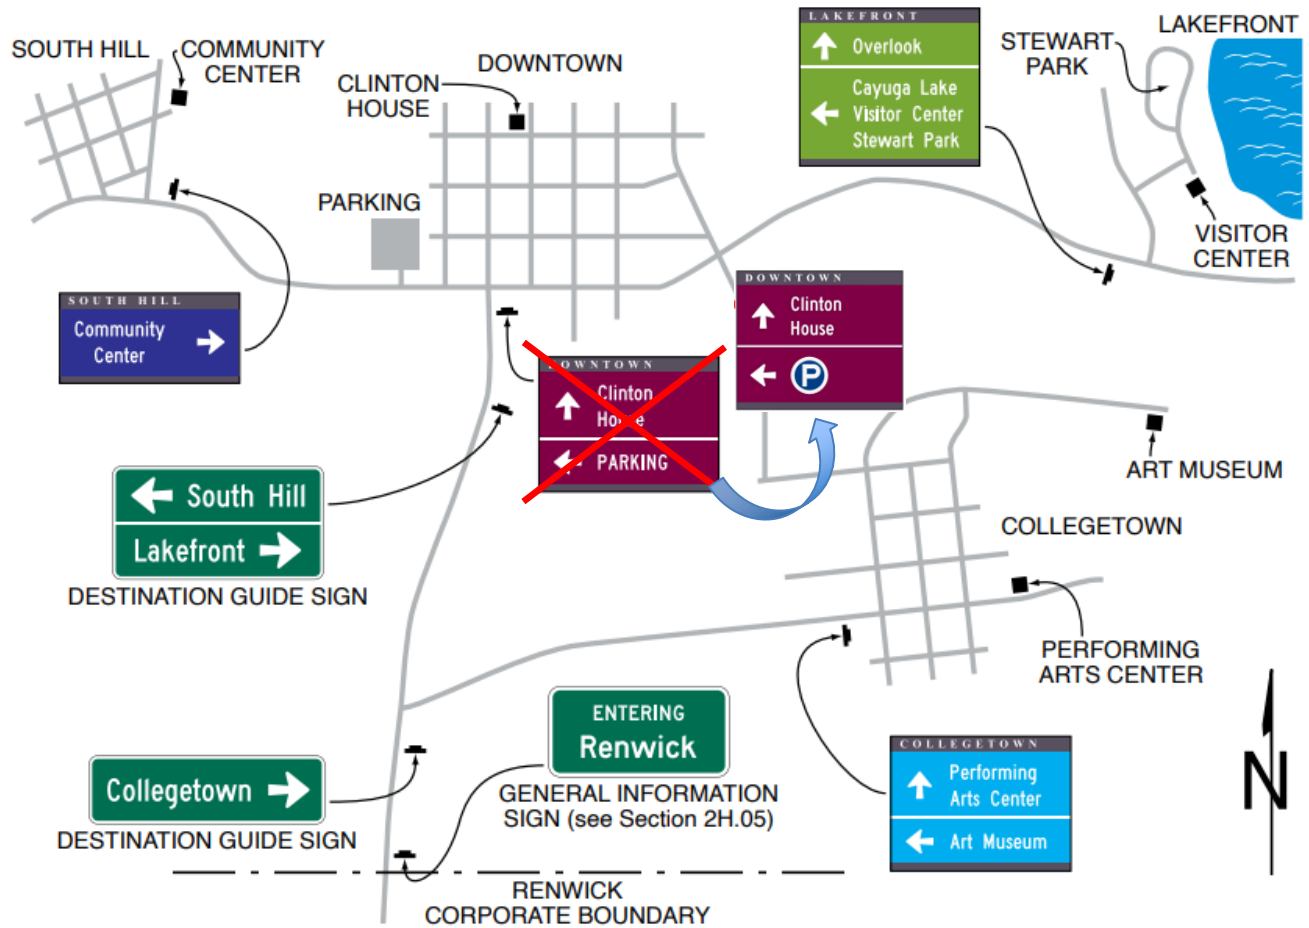 LAKEFRONT
Overlook
Cayuga Lake
Visitor Center
Stewart Park
LAKEFRONT
STEWART
PARK
SOUTH HILL
COMMUNITY
CENTER
DOWNTOWN
CLINTON
HOUSE
PARKING
VISITOR
CENTER
SOUTH HILL
Community
Center
DOWNTOWN
Clinton
House
P
DOWNTOWN
Clinton
House
PARKING
South Hill
Lakefront
DESTINATION GUIDE SIGN
ART MUSEUM
COLLEGETOWN
PERFORMING
ARTS CENTER
ENTERING
Renwick
GENERAL INFORMATION
SIGN (see Section 2H.05)
Collegetown
DESTINATION GUIDE SIGN
COLLEGETOWN
Performing
Arts Center
Art Museum
N
RENWICK
CORPORATE BOUNDARY